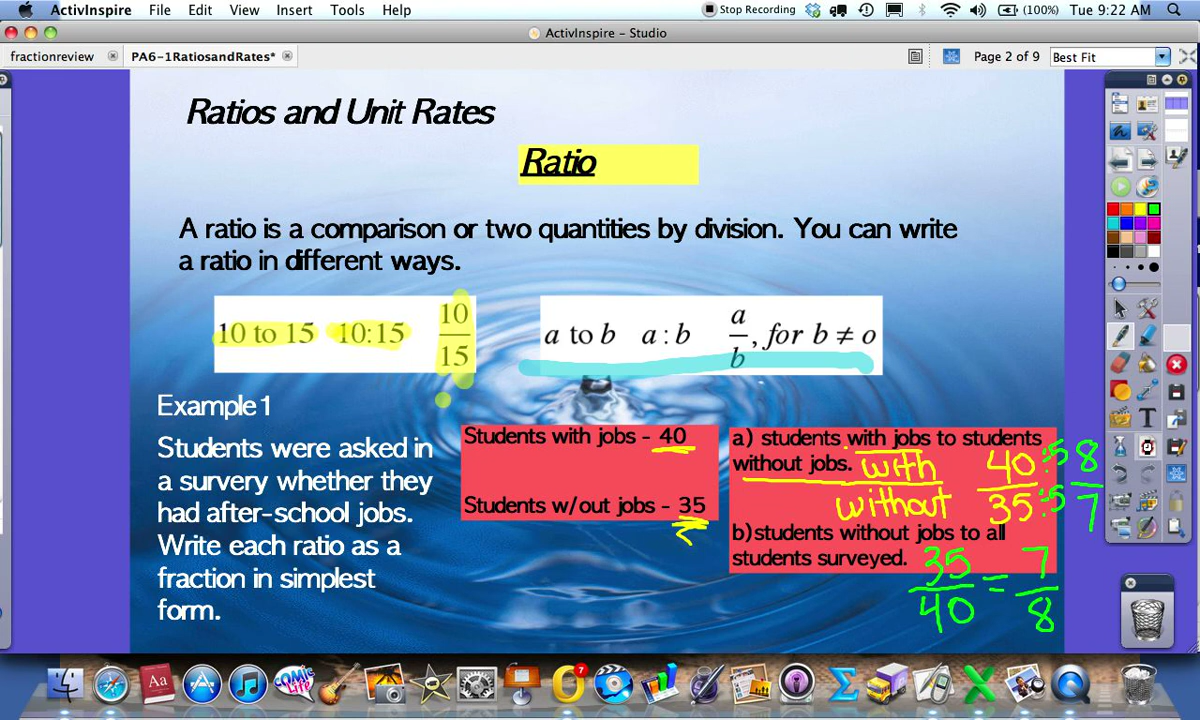 ActivInspire File Edit View Insert Tools Help Stop Recording (100%) Tue 9:22 AM
ActivInspire - Studio
fractionreview PA6-1RatiosandRates* Page 2 of 9 Best Fit
Ratios and Unit Rates
Ratio
A ratio is a comparison or two quantities by division. You can write
a ratio in different ways.
10 to 15 10:15 10/15
a to b a : b a/b, for b ≠ o
Example1
Students were asked in
a survery whether they
had after-school jobs.
Write each ratio as a
fraction in simplest
form.
Students with jobs - 40
Students w/out jobs - 35
a) students with jobs to students
without jobs. with/without 40/35 ÷5/÷5 8/7
b)students without jobs to all
students surveyed.
35/40 = 7/8
T
Aa
COMIC LIFE
7